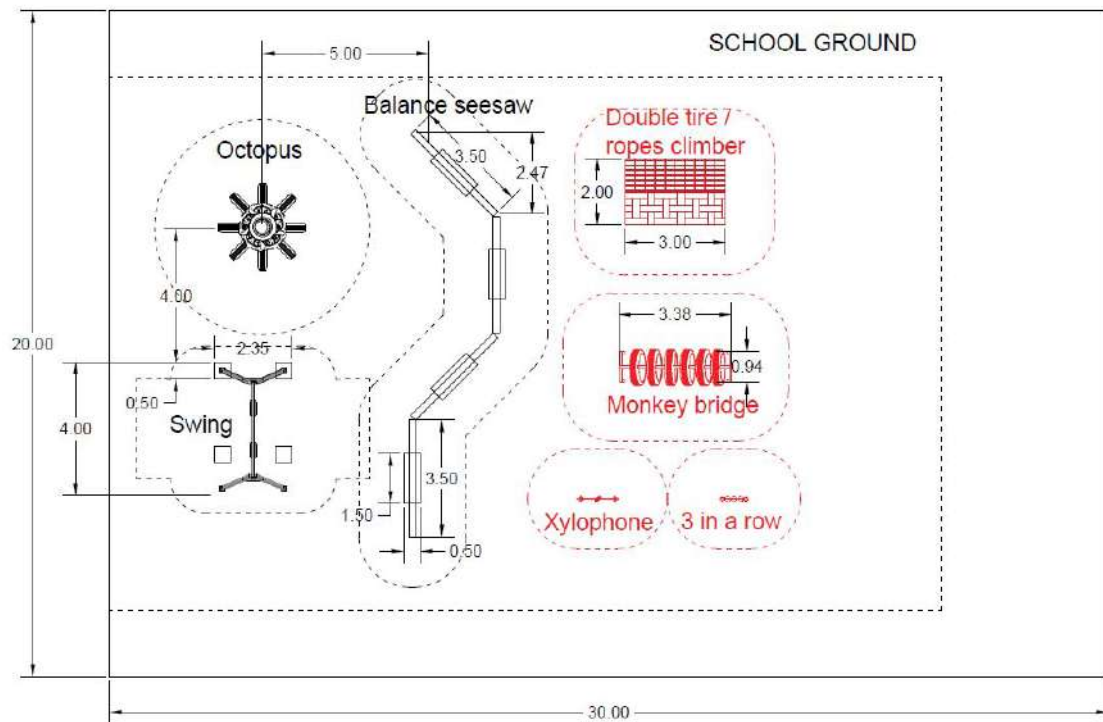 SCHOOL GROUND
5.00
Balance seesaw
Double tire /
ropes climber
Octopus
3.50
2.47
2.00
3.00
4.00
3.38
20.00
2.35
0.94
0.50
Monkey bridge
Swing
4.00
3.50
1.50
Xylophone
3 in a row
0.50
30.00